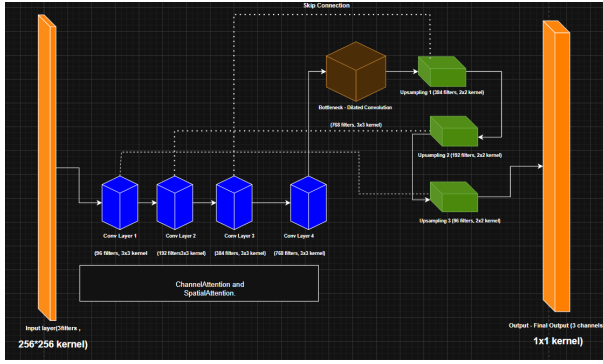 Skip Connection
Bottleneck - Dilated Convolution
(768 filters, 3x3 kernel)
Upsampling 1 (384 filters, 2x2 kernel)
Upsampling 2 (192 filters, 2x2 kernel)
Upsampling 3 (96 filters, 2x2 kernel)
Conv Layer 1
Conv Layer 2
Conv Layer 3
Conv Layer 4
(96 filters, 3x3 kernel
(192 filters3x3 kernel)
(384 filters, 3x3 kernel)
(768 filters, 3x3 kernel)
ChannelAttention and
SpatialAttention.
Input layer(3filters ,
256*256 kernel)
Output - Final Output (3 channels
1x1 kernel)